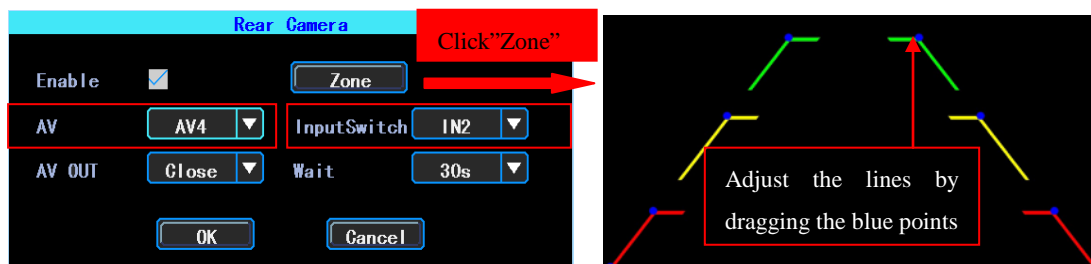 Rear Camera
Click”Zone”
Enable Zone
AV AV4 InputSwitch IN2
AV OUT Close Wait 30s
OK Cancel
Adjust the lines by
dragging the blue points